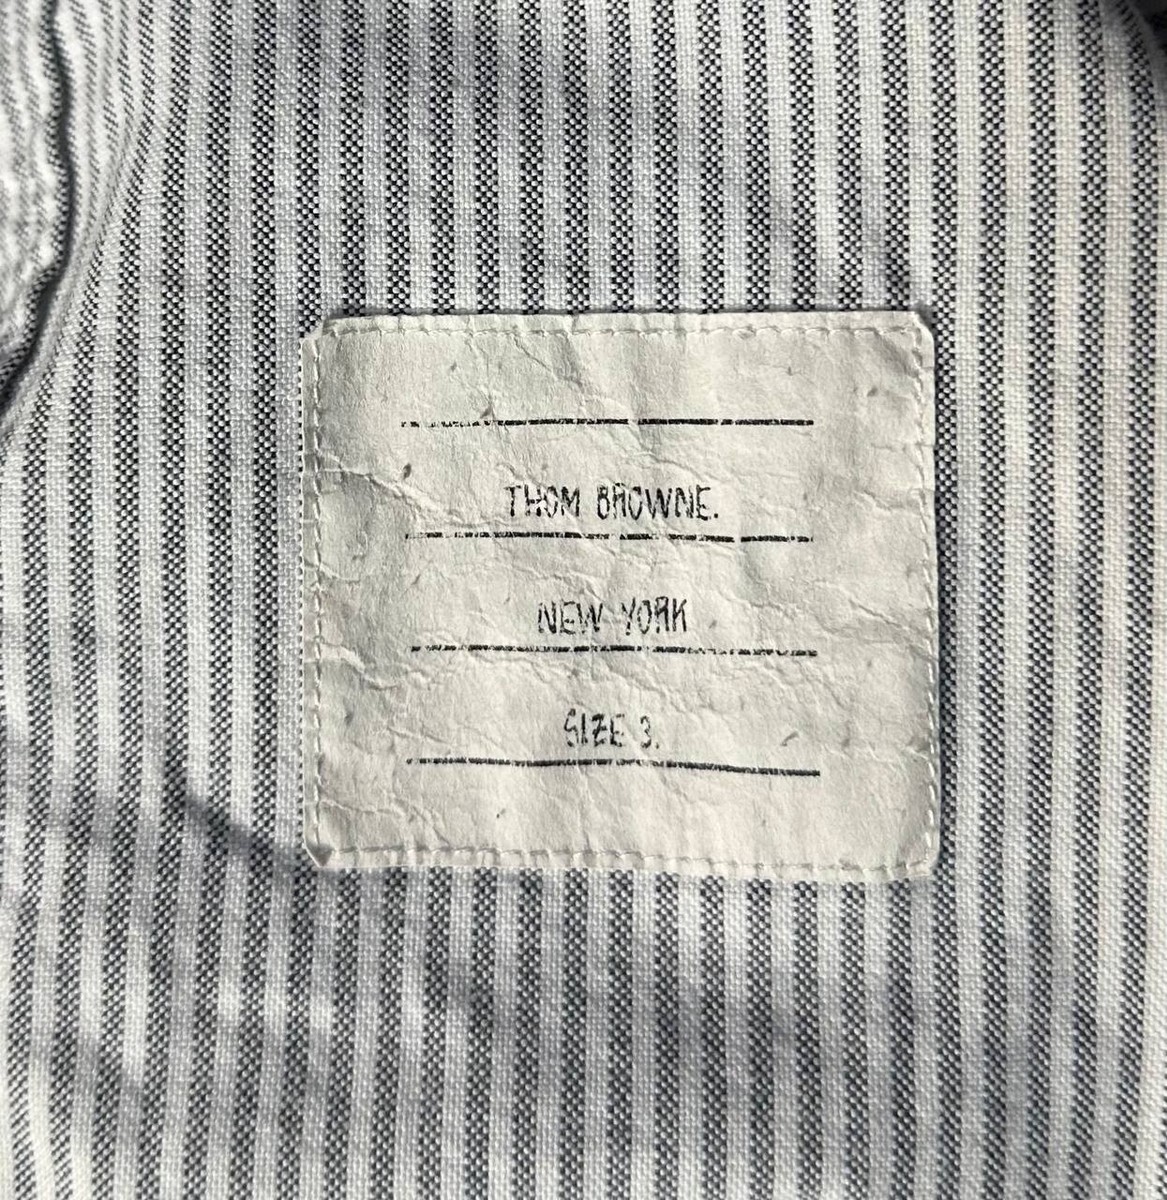 THOM BROWNE.
NEW YORK
SIZE 3.